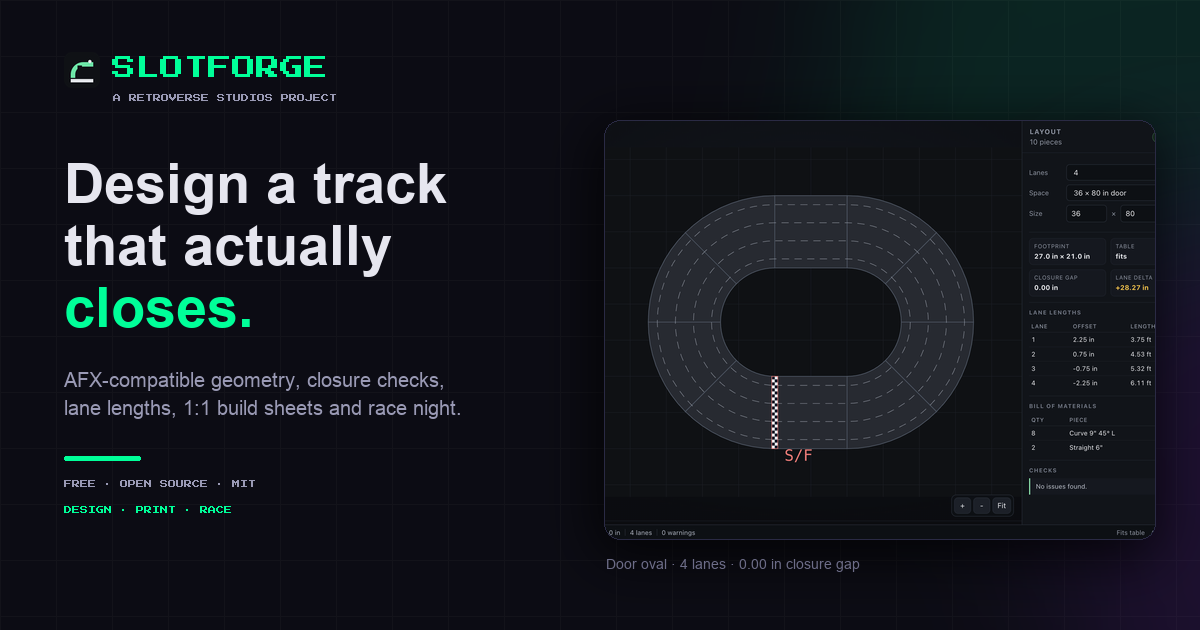 SLOTFORGE
A RETROVERSE STUDIOS PROJECT
Design a track
that actually
closes.
AFX-compatible geometry, closure checks,
lane lengths, 1:1 build sheets and race night.
FREE · OPEN SOURCE · MIT
DESIGN · PRINT · RACE
LAYOUT
10 pieces
Lanes 4
Space 36 × 80 in door
Size 36 × 80
FOOTPRINT TABLE
27.0 in × 21.0 in fits
CLOSURE GAP LANE DELTA
0.00 in +28.27 in
LANE LENGTHS
LANE OFFSET LENGTH
1 2.25 in 3.75 ft
2 0.75 in 4.53 ft
3 -0.75 in 5.32 ft
4 -2.25 in 6.11 ft
BILL OF MATERIALS
QTY PIECE
8 Curve 9" 45° L
2 Straight 6"
CHECKS
No issues found.
S/F
+ - Fit
0 in 4 lanes 0 warnings Fits table
Door oval · 4 lanes · 0.00 in closure gap